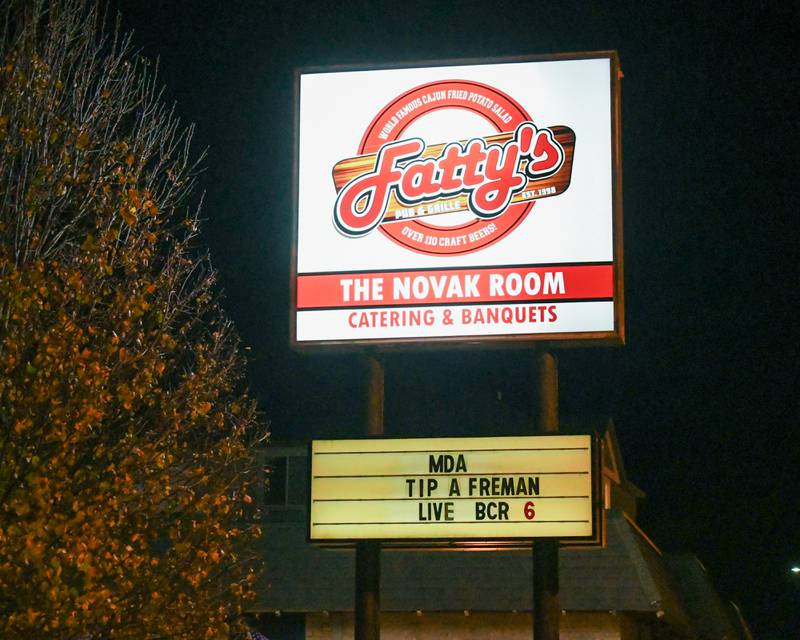 WORLD FAMOUS CAJUN FRIED POTATO SALAD
Fatty's
PUB & GRILLE
EST. 1990
OVER 110 CRAFT BEERS!
THE NOVAK ROOM
CATERING & BANQUETS
MDA
TIP A FREMAN
LIVE BCR 6